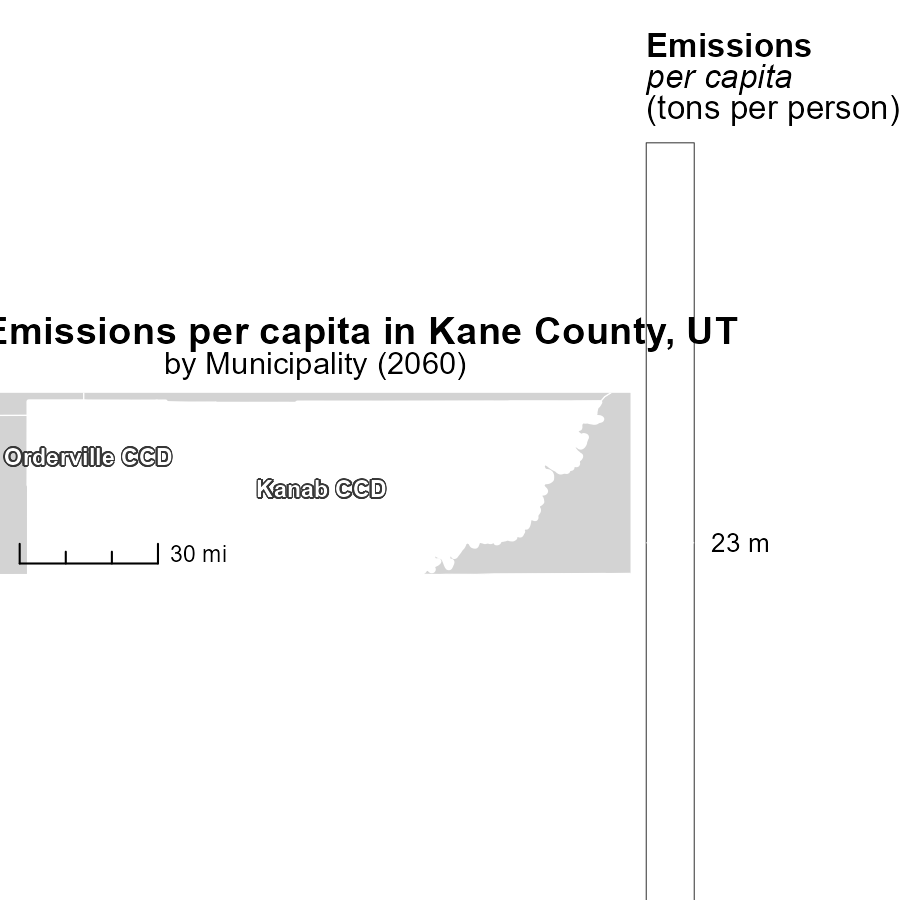 Emissions
per capita
(tons per person)
Emissions per capita in Kane County, UT
by Municipality (2060)
Orderville CCD
Kanab CCD
30 mi
23 m